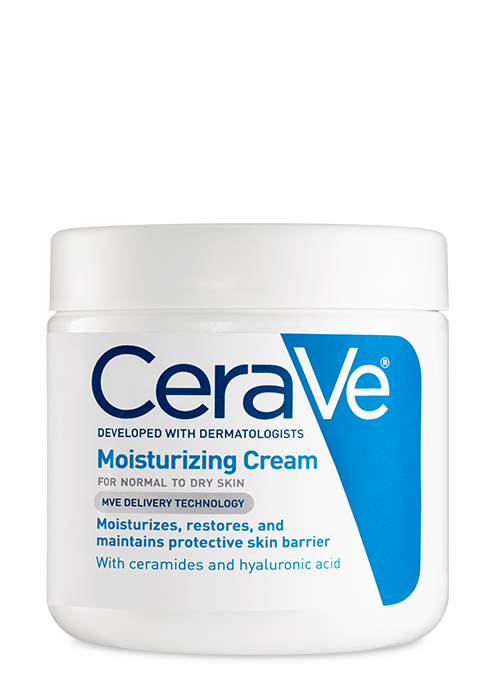 CeraVe®
DEVELOPED WITH DERMATOLOGISTS
Moisturizing Cream
FOR NORMAL TO DRY SKIN
MVE DELIVERY TECHNOLOGY
Moisturizes, restores, and
maintains protective skin barrier
With ceramides and hyaluronic acid